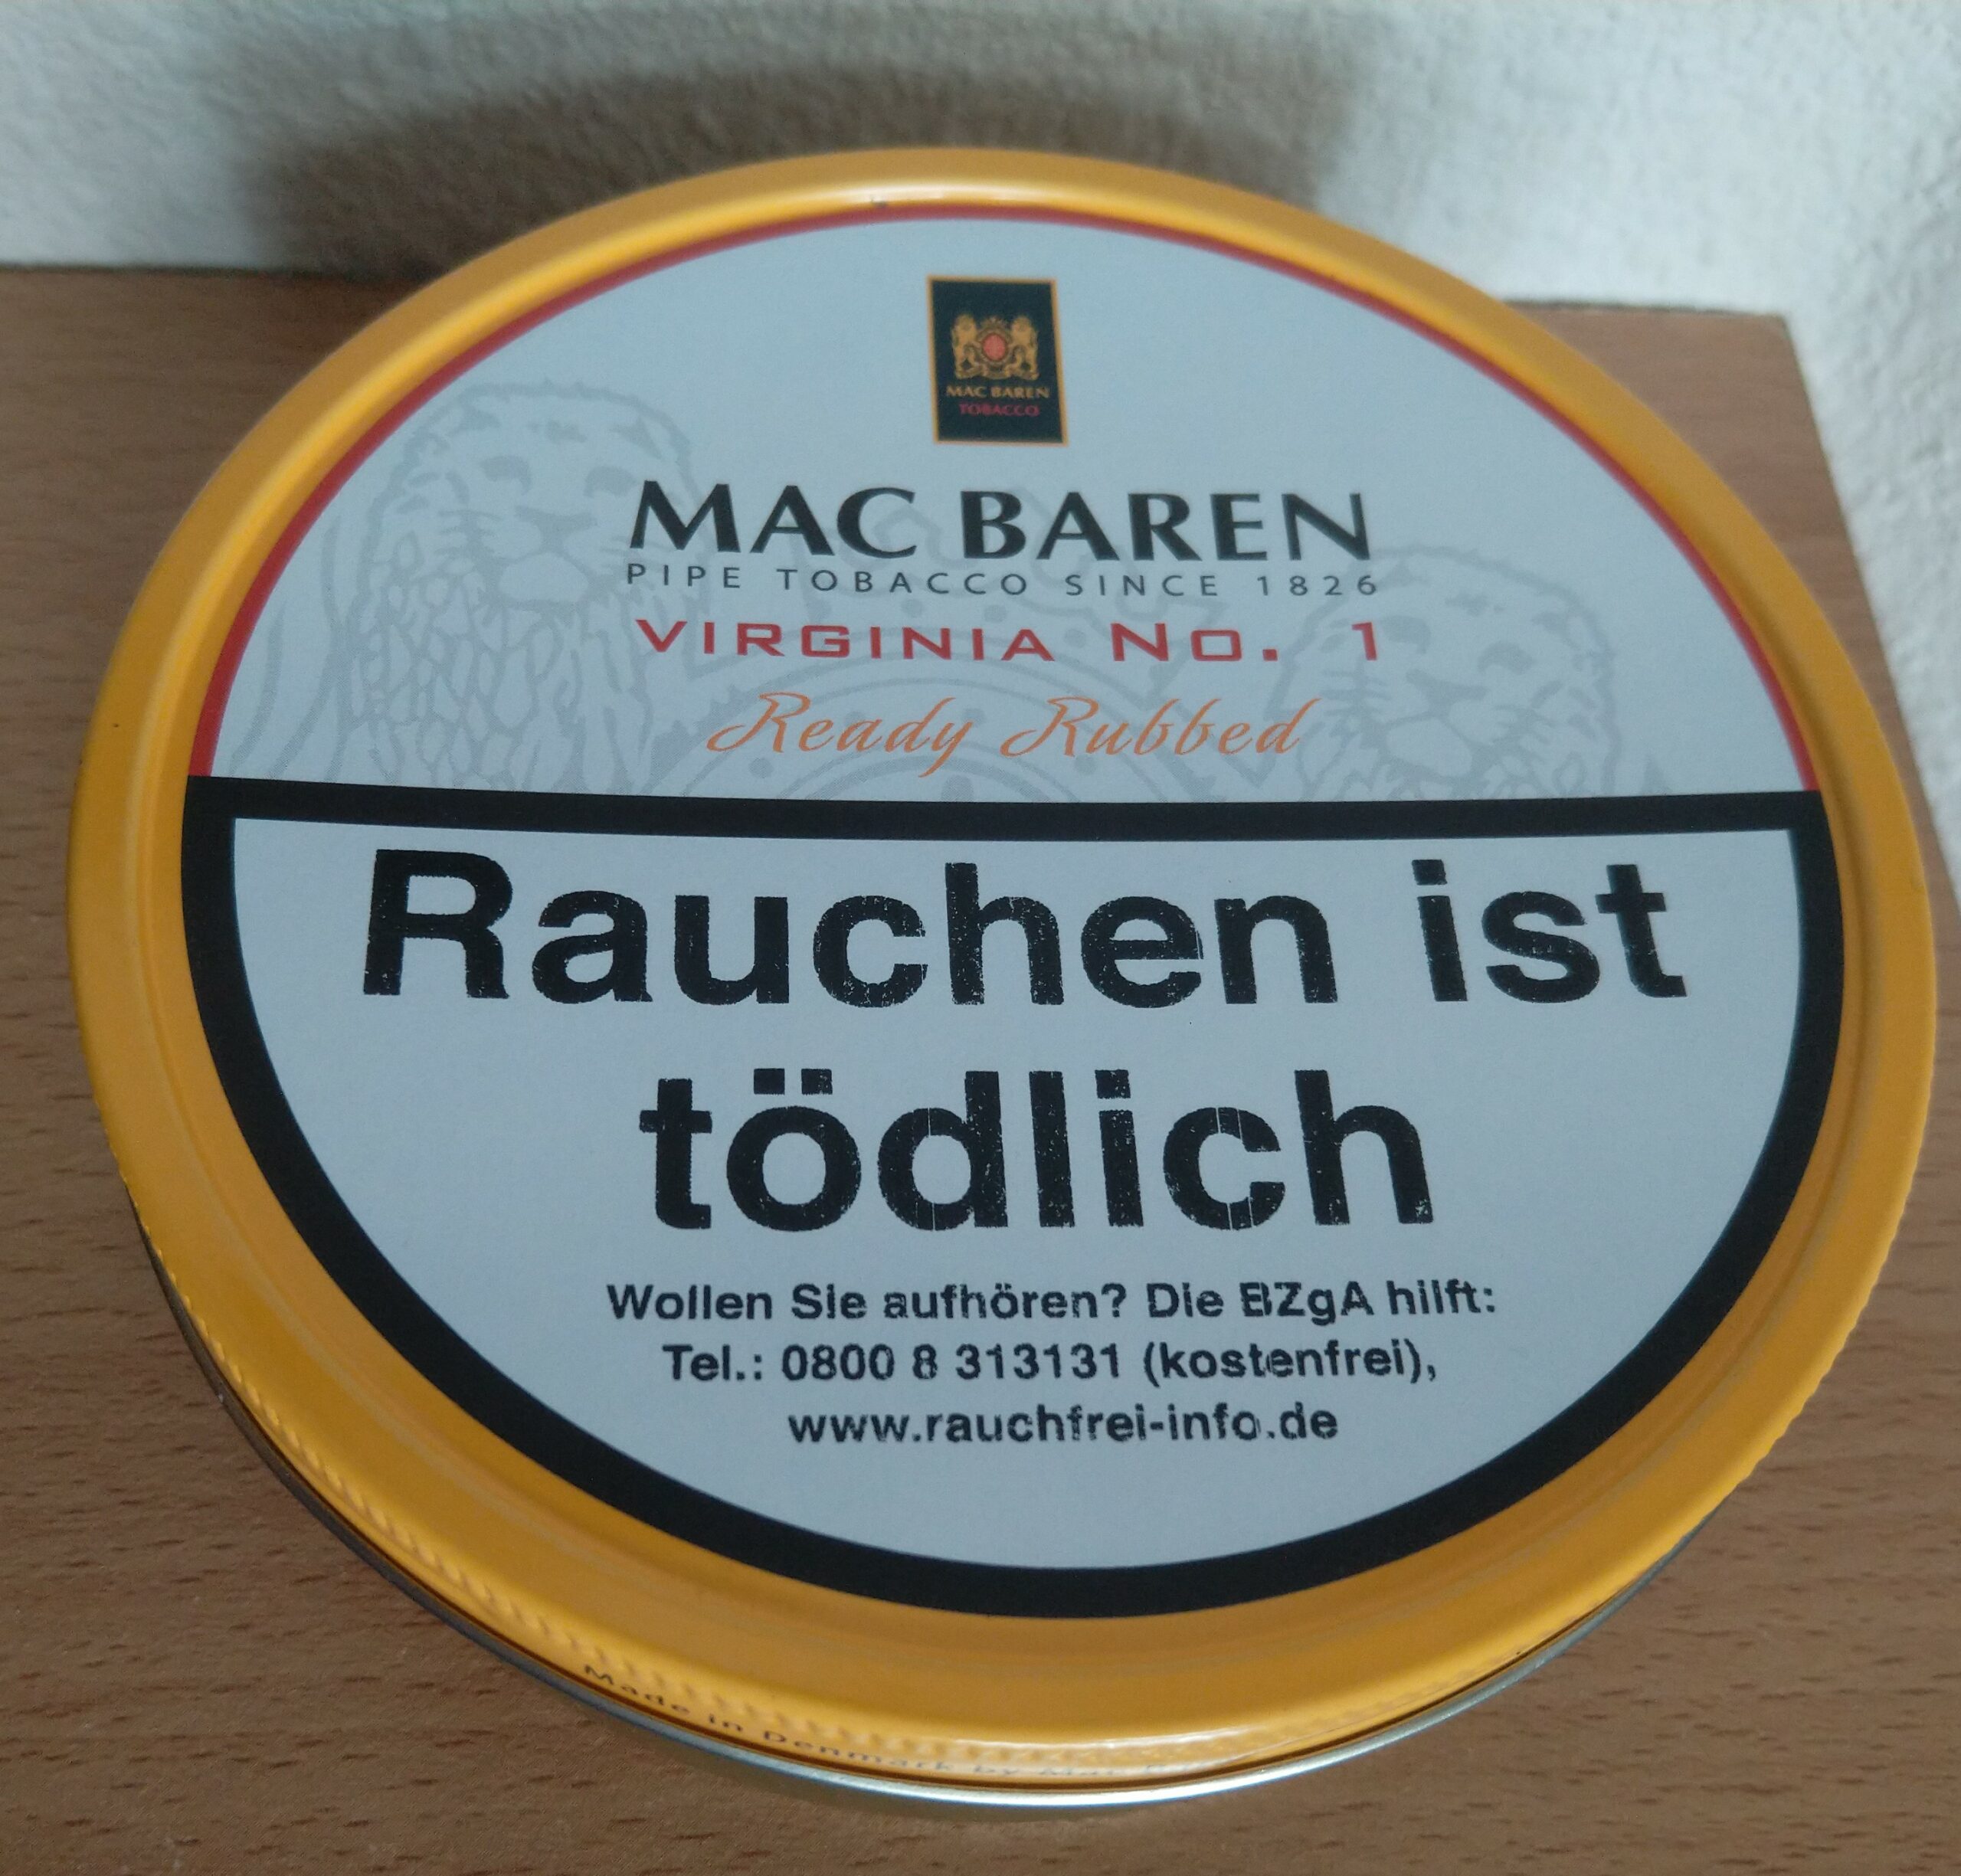 MAC BAREN
TOBACCO
MAC BAREN
PIPE TOBACCO SINCE 1826
VIRGINIA No. 1
Ready Rubbed
Rauchen ist
tödlich
Wollen Sie aufhören? Die BZgA hilft:
Tel.: 0800 8 313131 (kostenfrei),
www.rauchfrei-info.de
Made in Denmark by Mac